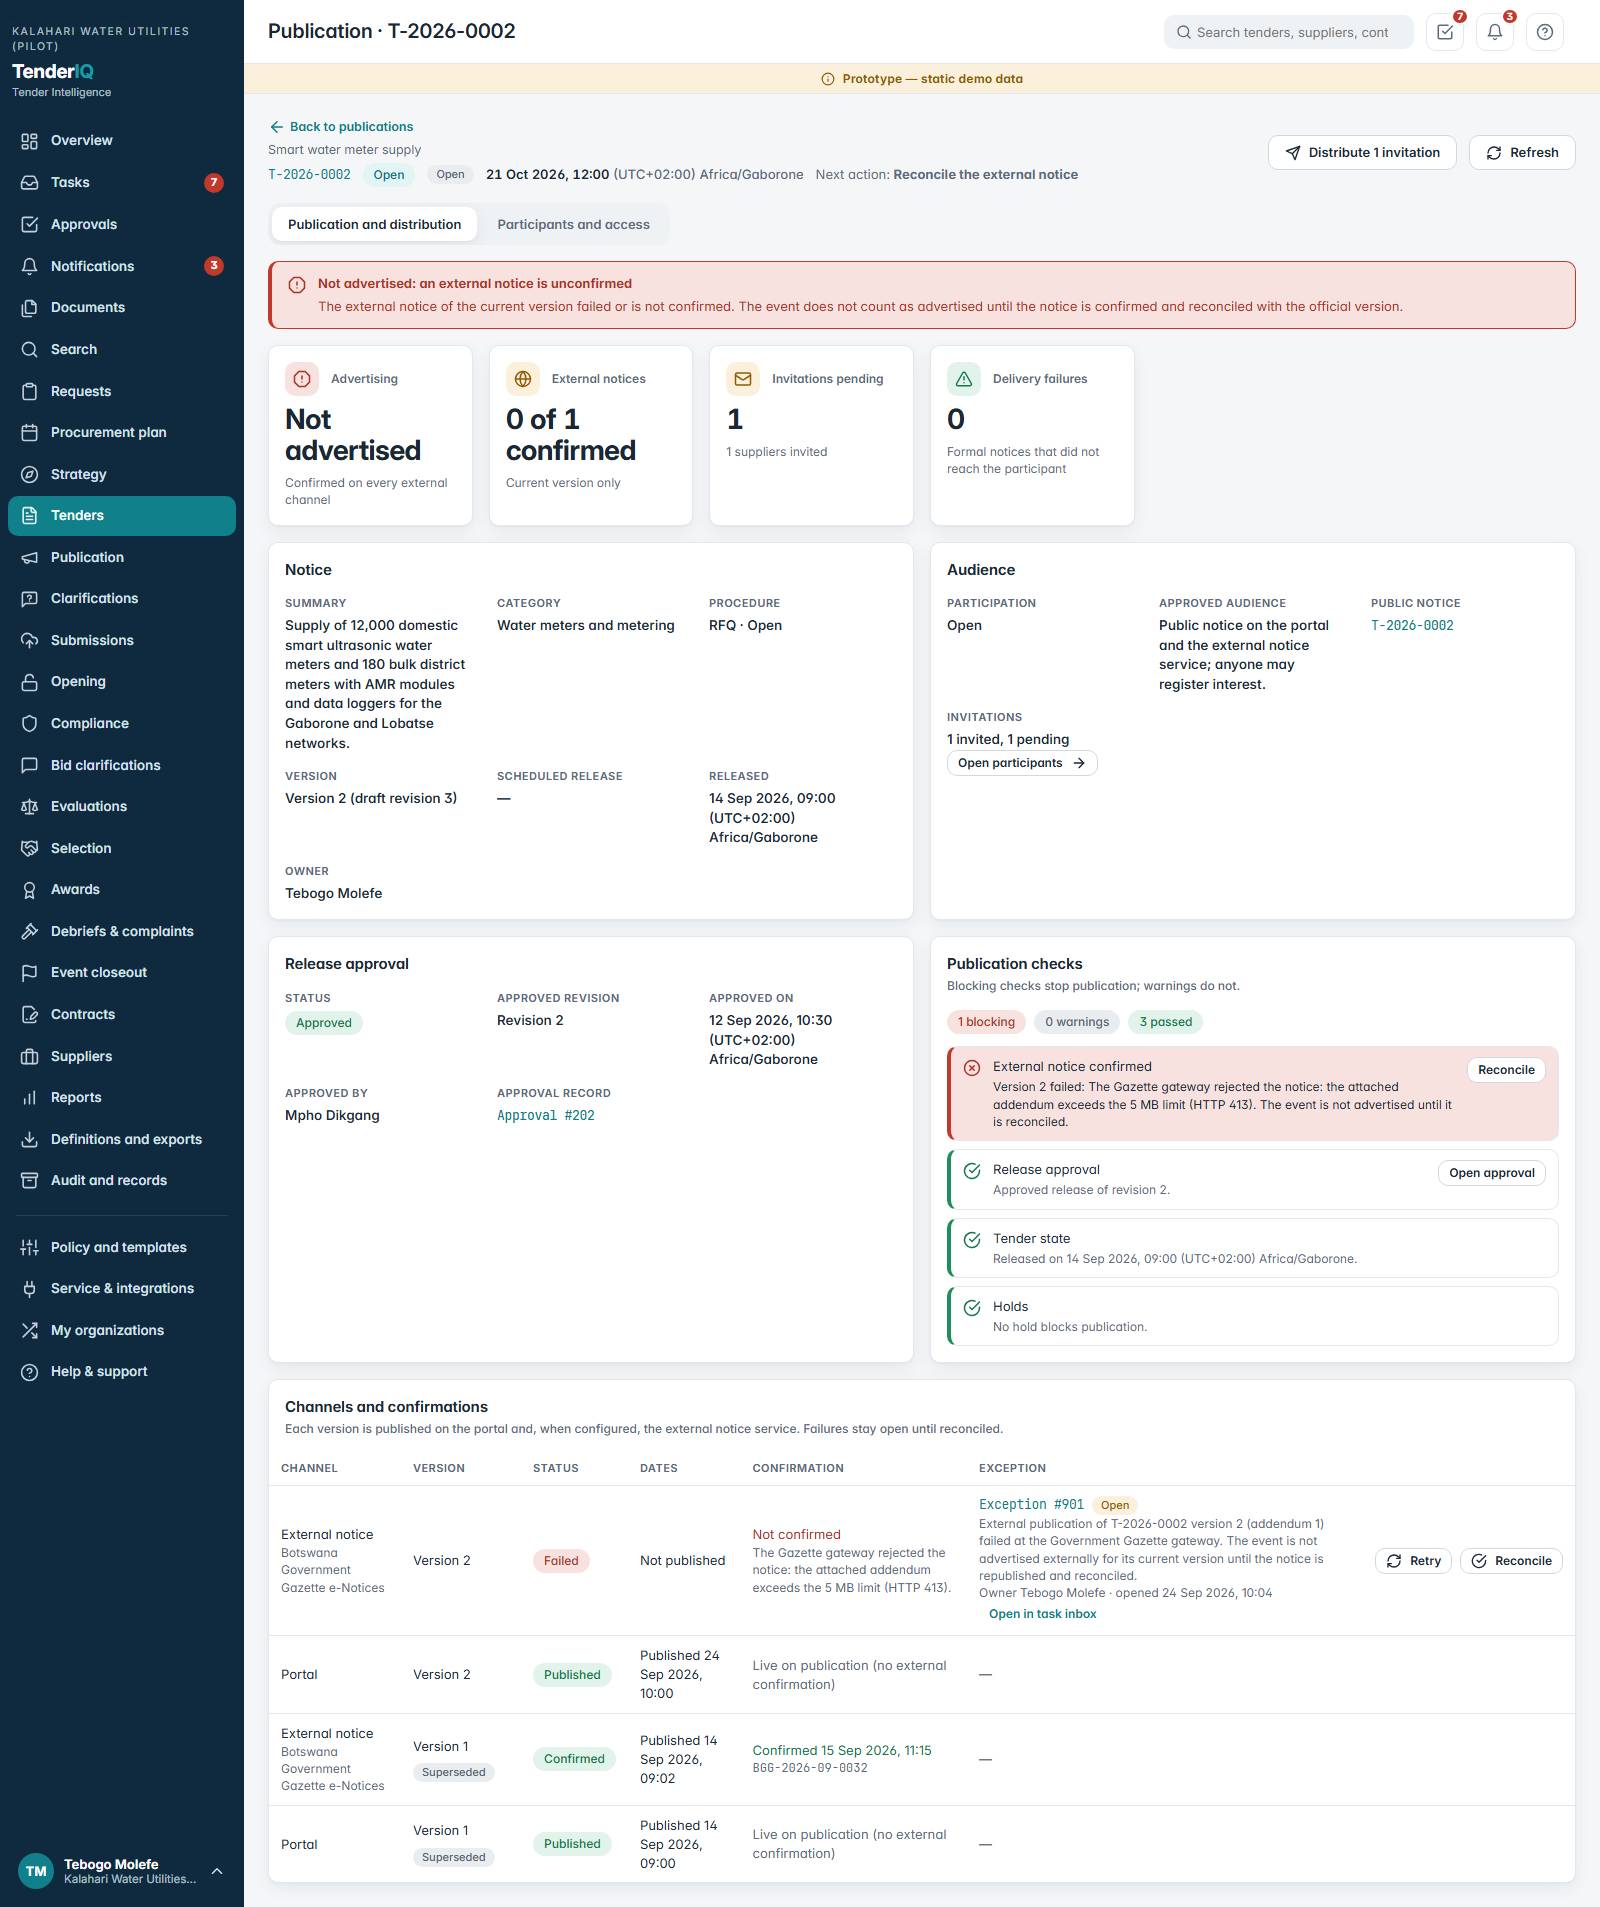 KALAHARI WATER UTILITIES
(PILOT)
TenderIQ
Tender Intelligence
Overview
Tasks 7
Approvals
Notifications 3
Documents
Search
Requests
Procurement plan
Strategy
Tenders
Publication
Clarifications
Submissions
Opening
Compliance
Bid clarifications
Evaluations
Selection
Awards
Debriefs & complaints
Event closeout
Contracts
Suppliers
Reports
Definitions and exports
Audit and records
Policy and templates
Service & integrations
My organizations
Help & support
TM
Tebogo Molefe
Kalahari Water Utilities...
Publication · T-2026-0002
Search tenders, suppliers, cont
7
3
Prototype — static demo data
Back to publications
Smart water meter supply
T-2026-0002 Open Open 21 Oct 2026, 12:00 (UTC+02:00) Africa/Gaborone Next action: Reconcile the external notice
Distribute 1 invitation
Refresh
Publication and distribution
Participants and access
Not advertised: an external notice is unconfirmed
The external notice of the current version failed or is not confirmed. The event does not count as advertised until the notice is confirmed and reconciled with the official version.
Advertising
Not
advertised
Confirmed on every external
channel
External notices
0 of 1
confirmed
Current version only
Invitations pending
1
1 suppliers invited
Delivery failures
0
Formal notices that did not
reach the participant
Notice
SUMMARY
Supply of 12,000 domestic
smart ultrasonic water
meters and 180 bulk district
meters with AMR modules
and data loggers for the
Gaborone and Lobatse
networks.
CATEGORY
Water meters and metering
PROCEDURE
RFQ · Open
VERSION
Version 2 (draft revision 3)
SCHEDULED RELEASE
—
RELEASED
14 Sep 2026, 09:00
(UTC+02:00)
Africa/Gaborone
OWNER
Tebogo Molefe
Audience
PARTICIPATION
Open
APPROVED AUDIENCE
Public notice on the portal
and the external notice
service; anyone may
register interest.
PUBLIC NOTICE
T-2026-0002
INVITATIONS
1 invited, 1 pending
Open participants
Release approval
STATUS
Approved
APPROVED REVISION
Revision 2
APPROVED ON
12 Sep 2026, 10:30
(UTC+02:00)
Africa/Gaborone
APPROVED BY
Mpho Dikgang
APPROVAL RECORD
Approval #202
Publication checks
Blocking checks stop publication; warnings do not.
1 blocking
0 warnings
3 passed
External notice confirmed
Version 2 failed: The Gazette gateway rejected the notice: the attached
addendum exceeds the 5 MB limit (HTTP 413). The event is not advertised until it
is reconciled.
Reconcile
Release approval
Approved release of revision 2.
Open approval
Tender state
Released on 14 Sep 2026, 09:00 (UTC+02:00) Africa/Gaborone.
Holds
No hold blocks publication.
Channels and confirmations
Each version is published on the portal and, when configured, the external notice service. Failures stay open until reconciled.
CHANNEL VERSION STATUS DATES CONFIRMATION EXCEPTION
External notice
Botswana
Government
Gazette e-Notices
Version 2
Failed
Not published
Not confirmed
The Gazette gateway rejected the
notice: the attached addendum
exceeds the 5 MB limit (HTTP 413).
Exception #901 Open
External publication of T-2026-0002 version 2 (addendum 1)
failed at the Government Gazette gateway. The event is not
advertised externally for its current version until the notice is
republished and reconciled.
Owner Tebogo Molefe · opened 24 Sep 2026, 10:04
Open in task inbox
Retry
Reconcile
Portal
Version 2
Published
Published 24
Sep 2026,
10:00
Live on publication (no external
confirmation)
—
External notice
Botswana
Government
Gazette e-Notices
Version 1
Superseded
Confirmed
Published 14
Sep 2026,
09:02
Confirmed 15 Sep 2026, 11:15
BGG-2026-09-0032
—
Portal
Version 1
Superseded
Published
Published 14
Sep 2026,
09:00
Live on publication (no external
confirmation)
—